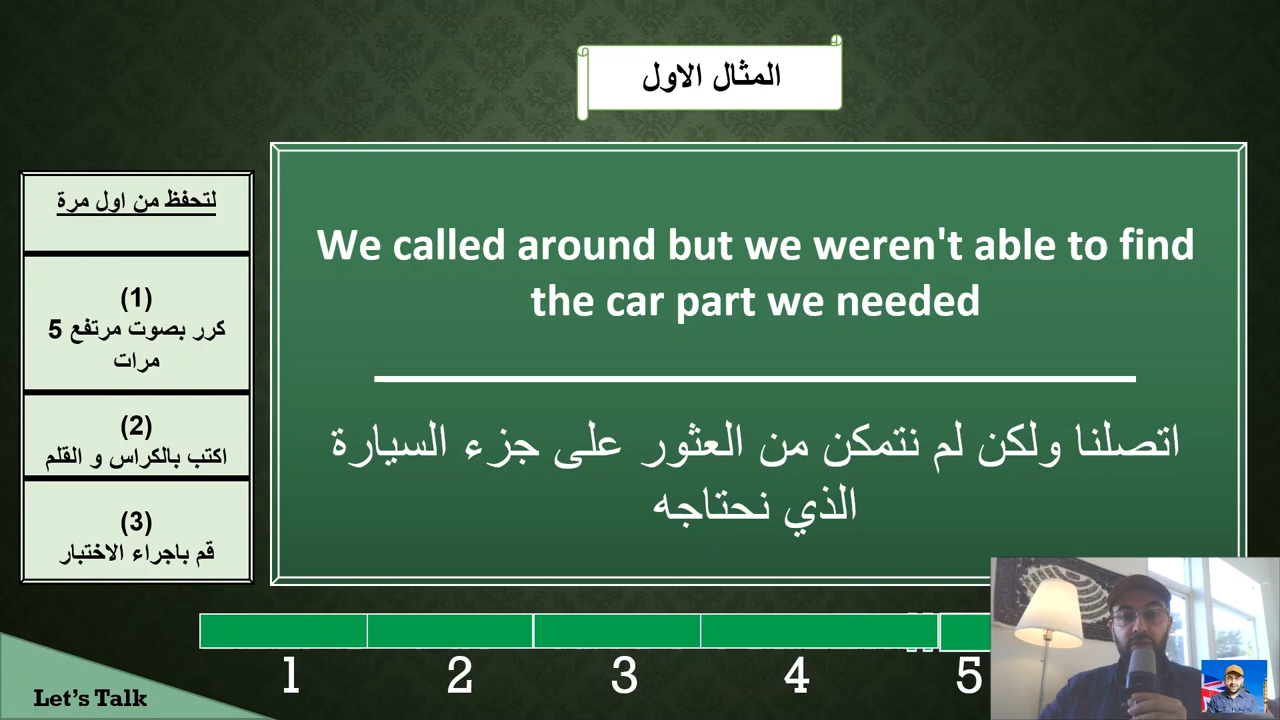 المثال الاول
We called around but we weren't able to find
the car part we needed
اتصلنا ولكن لم نتمكن من العثور على جزء السيارة
الذي نحتاجه
لتحفظ من اول مرة
(1)
كرر بصوت مرتفع 5
مرات
(2)
اكتب بالكراس و القلم
(3)
قم باجراء الاختبار
1 2 3 4 5
Let's Talk